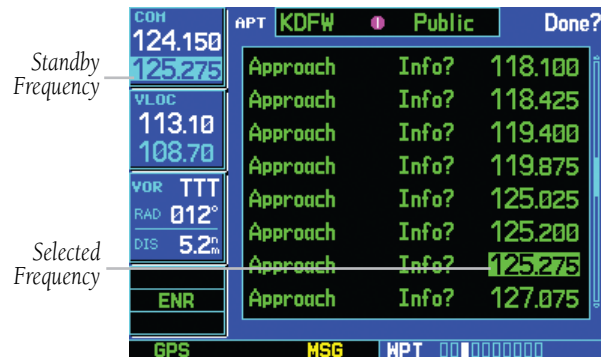 Standby
Frequency
Selected
Frequency
COM
124.150
125.275
VLOC
113.10
108.70
VOR TTT
RAD 012°
DIS 5.2nm
ENR
GPS
APT KDFW Public Done?
Approach Info? 118.100
Approach Info? 118.425
Approach Info? 119.400
Approach Info? 119.875
Approach Info? 125.025
Approach Info? 125.200
Approach Info? 125.275
Approach Info? 127.075
MSG
WPT